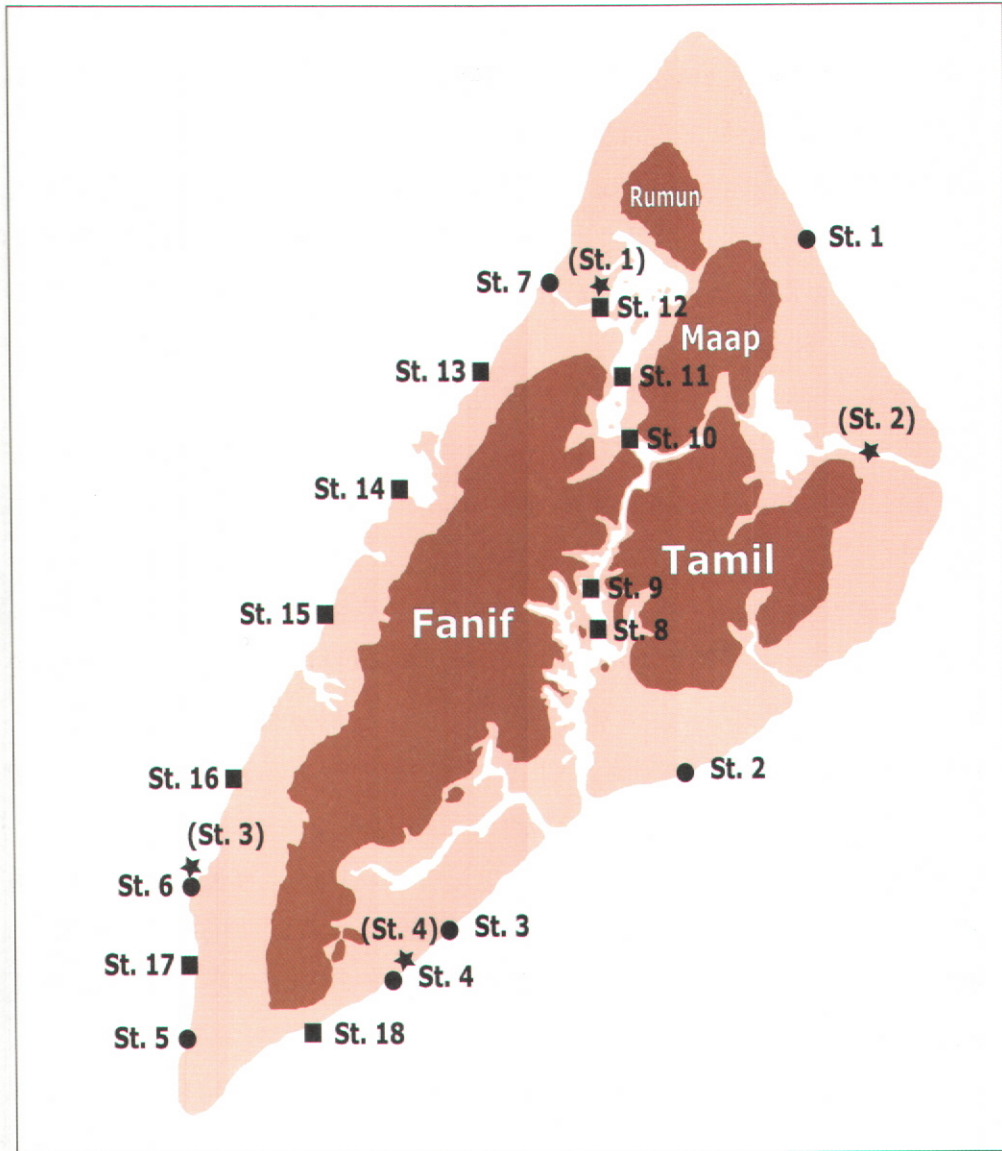 Rumun
St. 1
(St. 1)
St. 7
St. 12
Maap
St. 13
St. 11
(St. 2)
St. 10
St. 14
Tamil
St. 9
St. 15
Fanif
St. 8
St. 2
St. 16
(St. 3)
St. 6
(St. 4)
St. 3
St. 17
St. 4
St. 5
St. 18